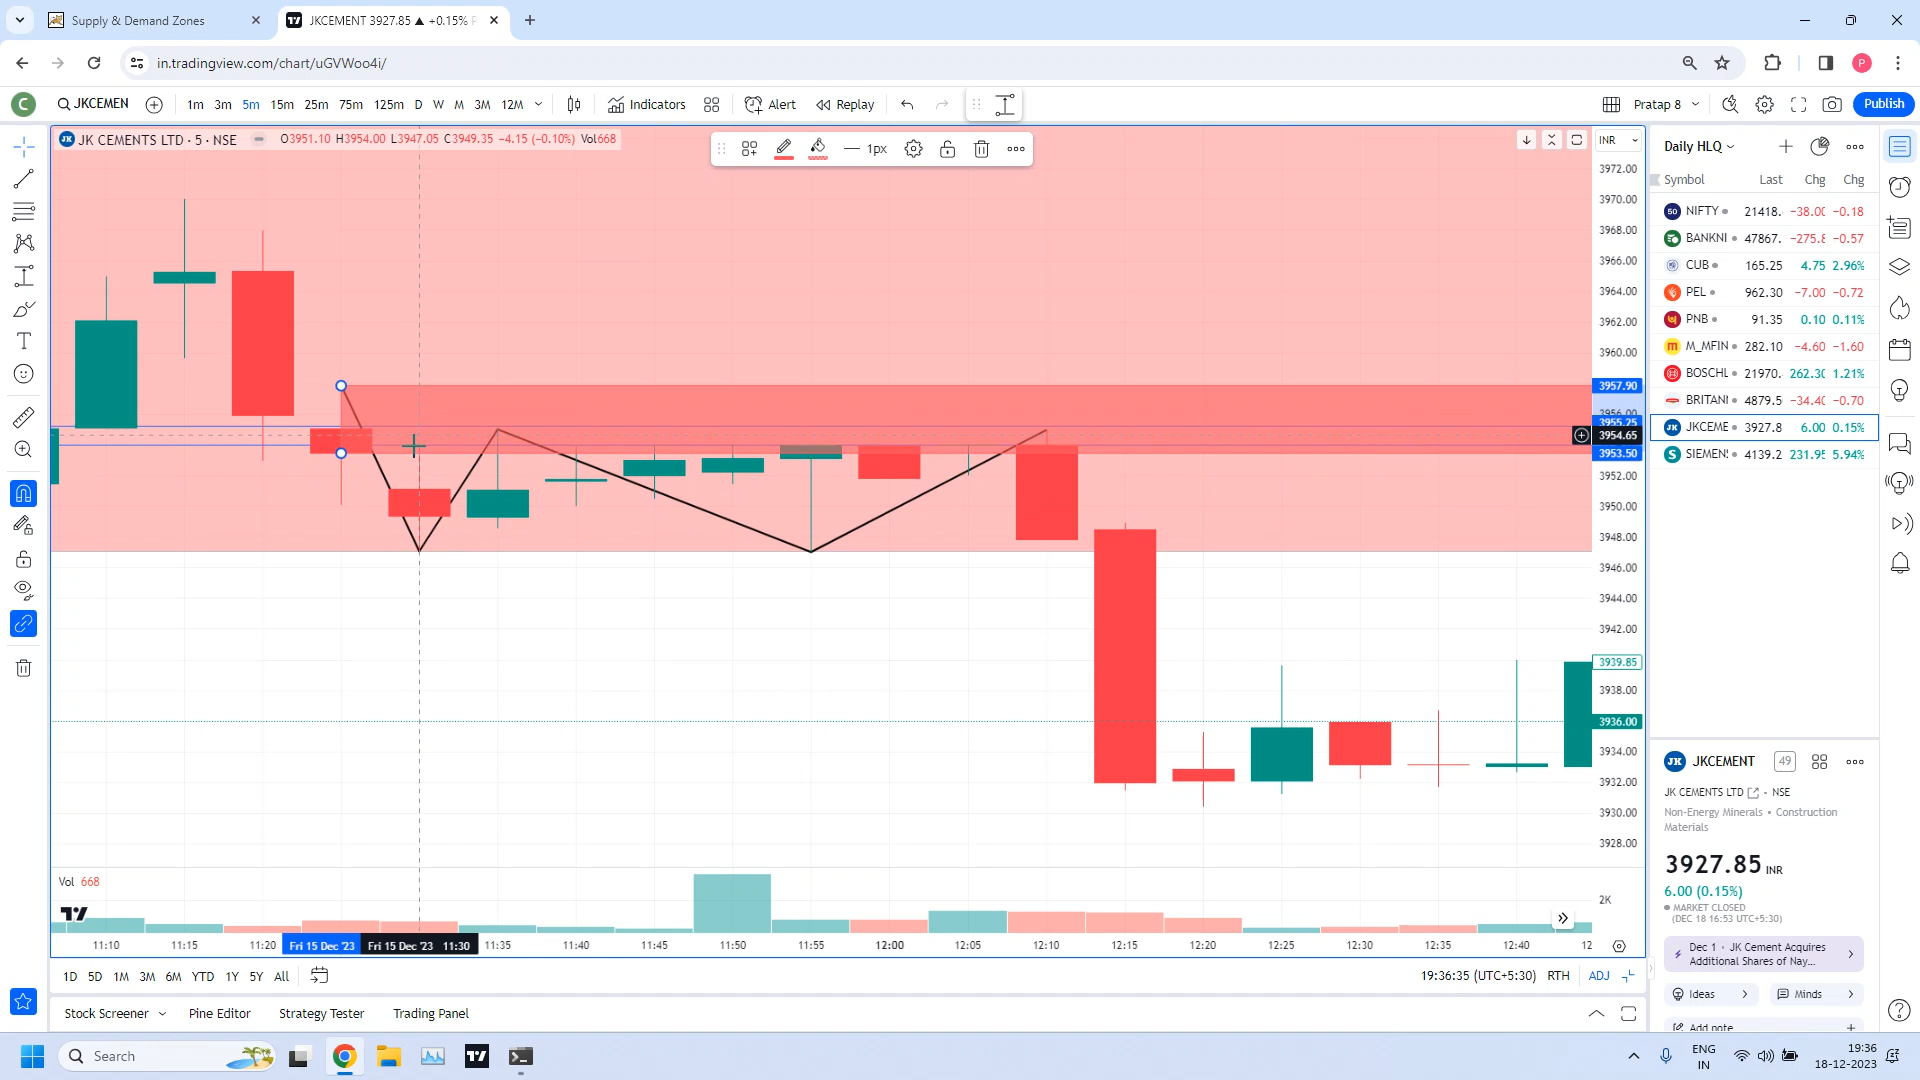 Supply & Demand Zones
JKCEMENT 3927.85 ▲ +0.15%
in.tradingview.com/chart/uGVWoo4i/
P
C
JKCEMEN
1m 3m 5m 15m 25m 75m 125m D W M 3M 12M
Indicators
Alert
Replay
Pratap 8
Publish
JK CEMENTS LTD · 5 · NSE
O3951.10 H3954.00 L3947.05 C3949.35 −4.15 (−0.10%) Vol668
1px
INR
3972.00
3970.00
3968.00
3966.00
3964.00
3962.00
3960.00
3957.90
3956.00
3955.25
3954.65
3953.50
3952.00
3950.00
3948.00
3946.00
3944.00
3942.00
3939.85
3938.00
3936.00
3934.00
3932.00
3930.00
3928.00
Vol 668
2K
11:10 11:15 11:20 Fri 15 Dec '23 Fri 15 Dec '23 11:30 11:35 11:40 11:45 11:50 11:55 12:00 12:05 12:10 12:15 12:20 12:25 12:30 12:35 12:40 12
1D 5D 1M 3M 6M YTD 1Y 5Y All
19:36:35 (UTC+5:30) RTH ADJ
Stock Screener Pine Editor Strategy Tester Trading Panel
Daily HLQ
Symbol Last Chg Chg
50 NIFTY 21418. −38.00 −0.18
BANKNI 47867. −275.8 −0.57
CUB 165.25 4.75 2.96%
PEL 962.30 −7.00 −0.72
PNB 91.35 0.10 0.11%
m M_MFIN 282.10 −4.60 −1.60
BOSCHL 21970. 262.30 1.21%
BRITANI 4879.5 −34.40 −0.70
JK JKCEME 3927.8 6.00 0.15%
S SIEMEN 4139.2 231.95 5.94%
JK JKCEMENT 49
JK CEMENTS LTD - NSE
Non-Energy Minerals • Construction
Materials
3927.85 INR
6.00 (0.15%)
MARKET CLOSED
(DEC 18 16:53 UTC+5:30)
Dec 1 · JK Cement Acquires
Additional Shares of Nay...
Ideas
Minds
Add note
Search
ENG
IN
19:36
18-12-2023